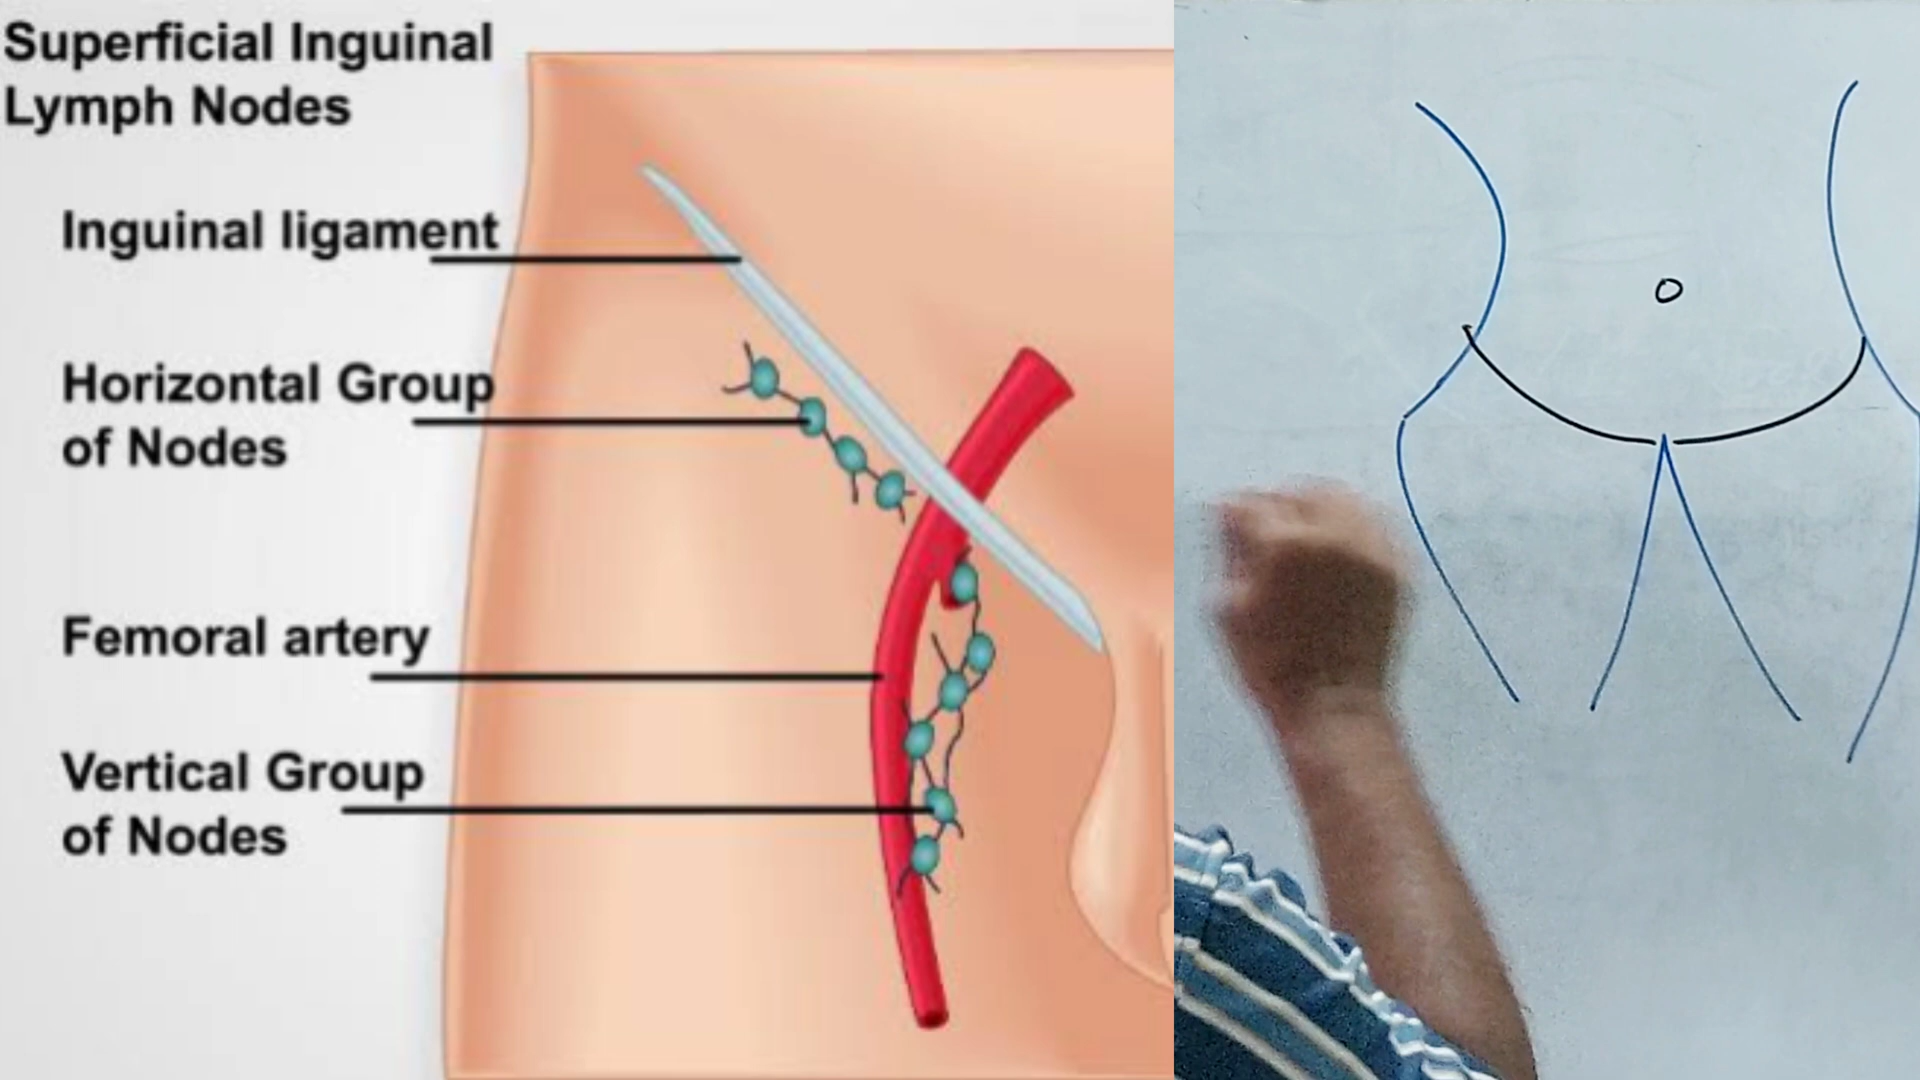 Superficial Inguinal
Lymph Nodes
Inguinal ligament
Horizontal Group
of Nodes
Femoral artery
Vertical Group
of Nodes